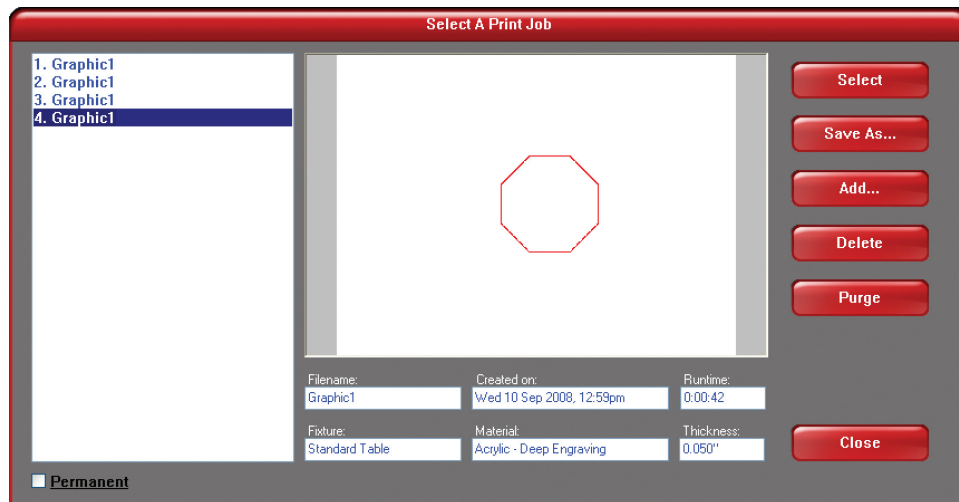 Select A Print Job
1. Graphic1
2. Graphic1
3. Graphic1
4. Graphic1
Select
Save As...
Add...
Delete
Purge
Filename:
Created on:
Runtime:
Graphic1
Wed 10 Sep 2008, 12:59pm
0:00:42
Fixture:
Material:
Thickness:
Standard Table
Acrylic - Deep Engraving
0.050"
Close
Permanent